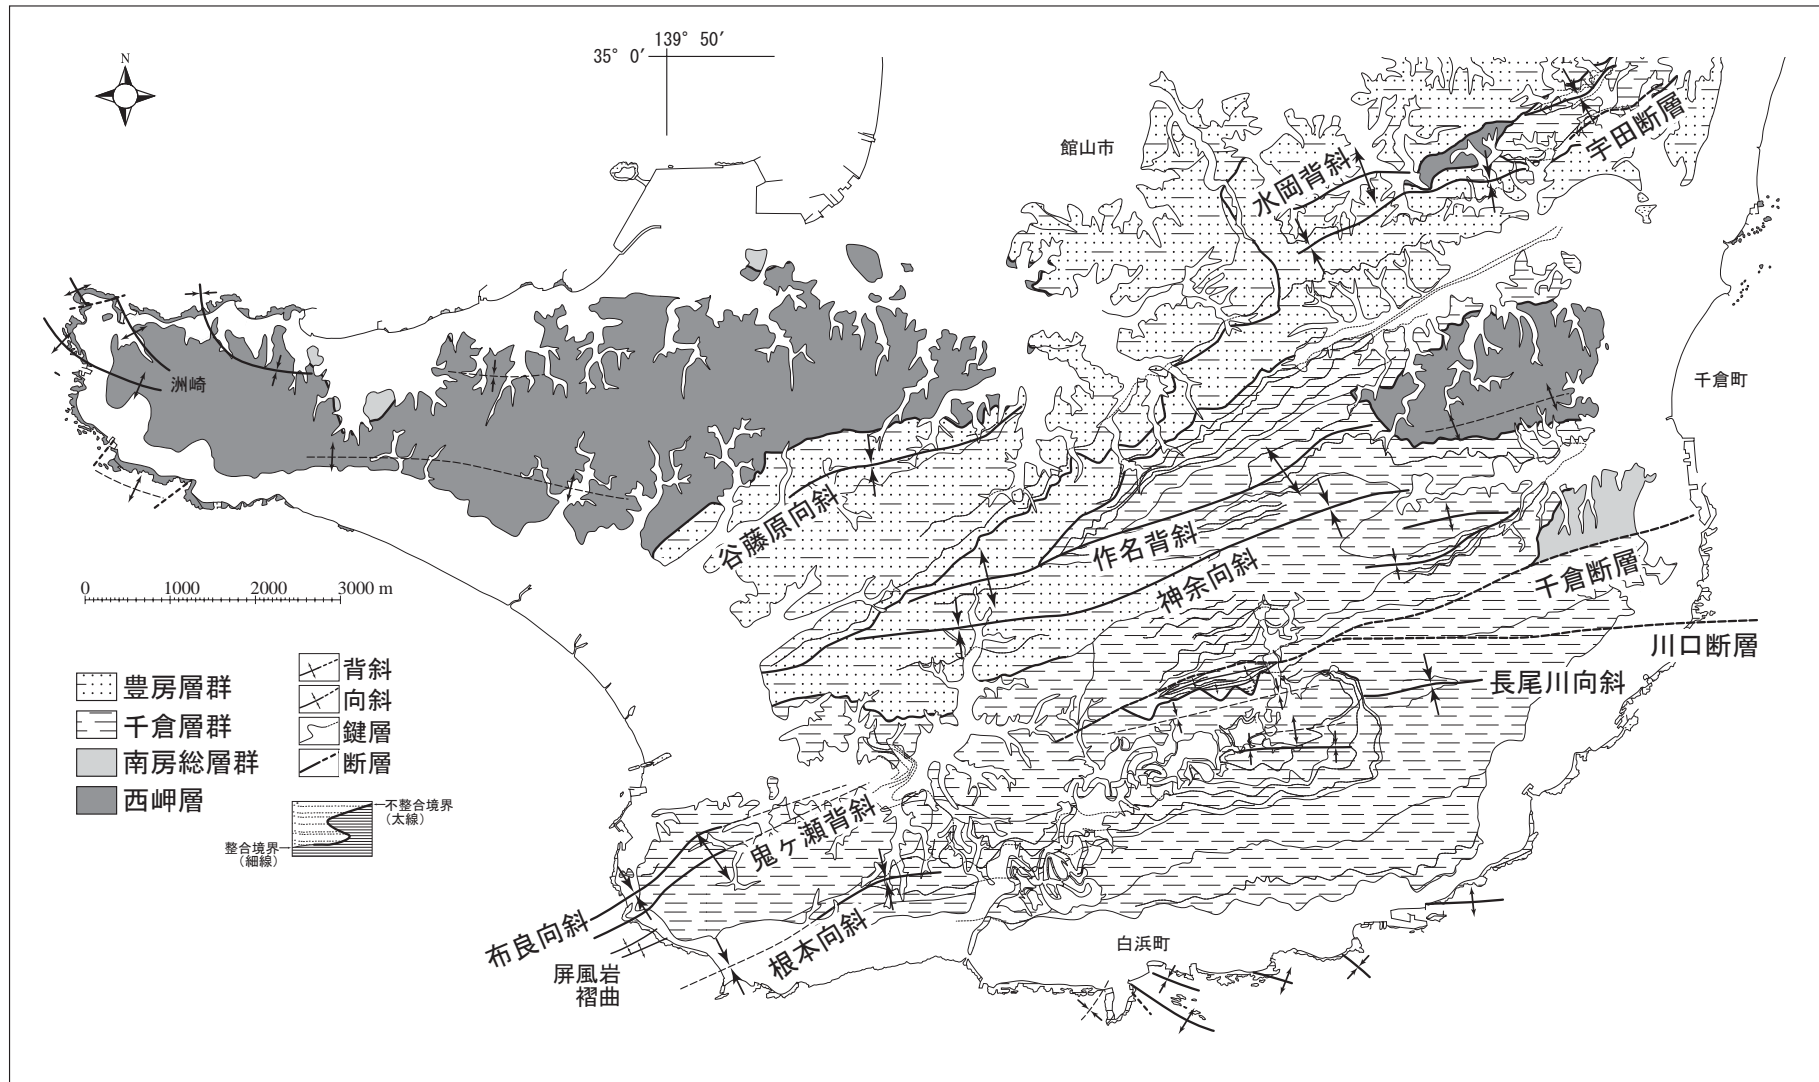 139° 50′
35° 0′
N
館山市
水岡背斜
宇田断層
洲崎
千倉町
谷藤原向斜
作名背斜
神余向斜
千倉断層
川口断層
長尾川向斜
0 1000 2000 3000 m
豊房層群
千倉層群
南房総層群
西岬層
背斜
向斜
鍵層
断層
不整合境界
(太線)
整合境界
(細線)
鬼ヶ瀬背斜
布良向斜
根本向斜
屏風岩
褶曲
白浜町